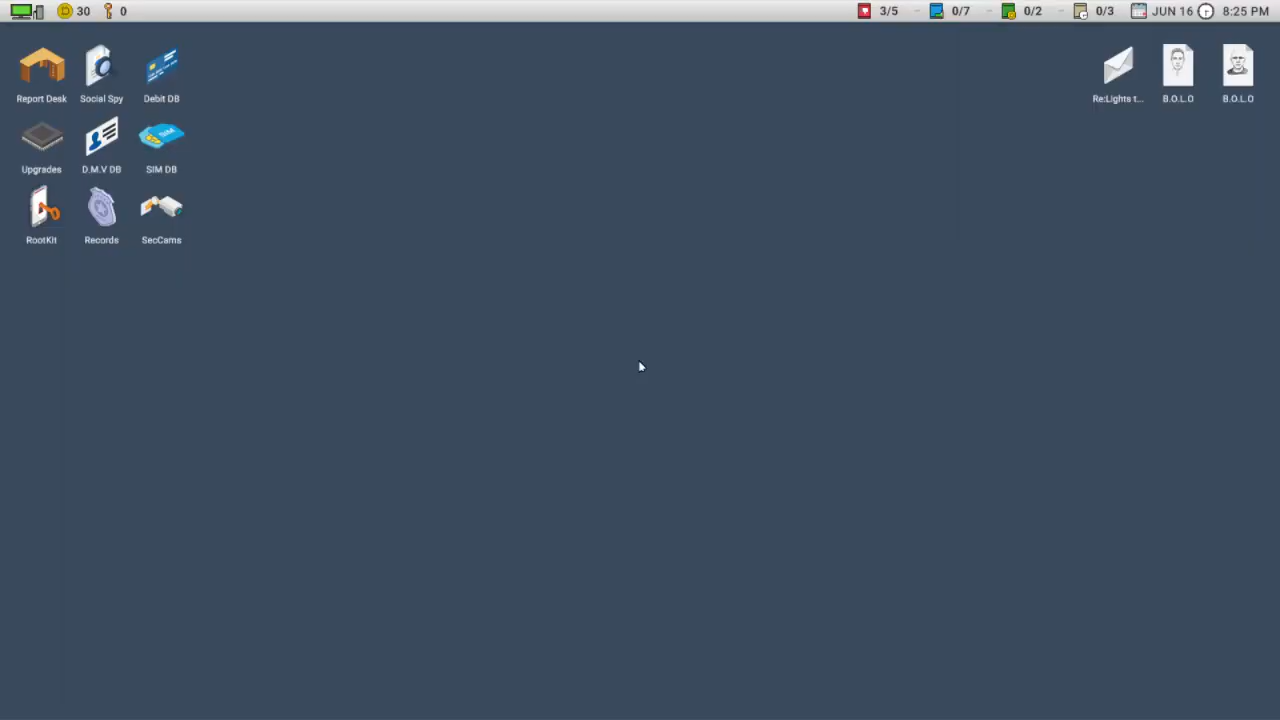 30 0 3/5 0/7 0/2 0/3 JUN 16 8:25 PM
Report Desk Social Spy Debit DB Re:Lights t... B.O.L.O B.O.L.O
Upgrades D.M.V DB SIM DB
RootKit Records SecCams